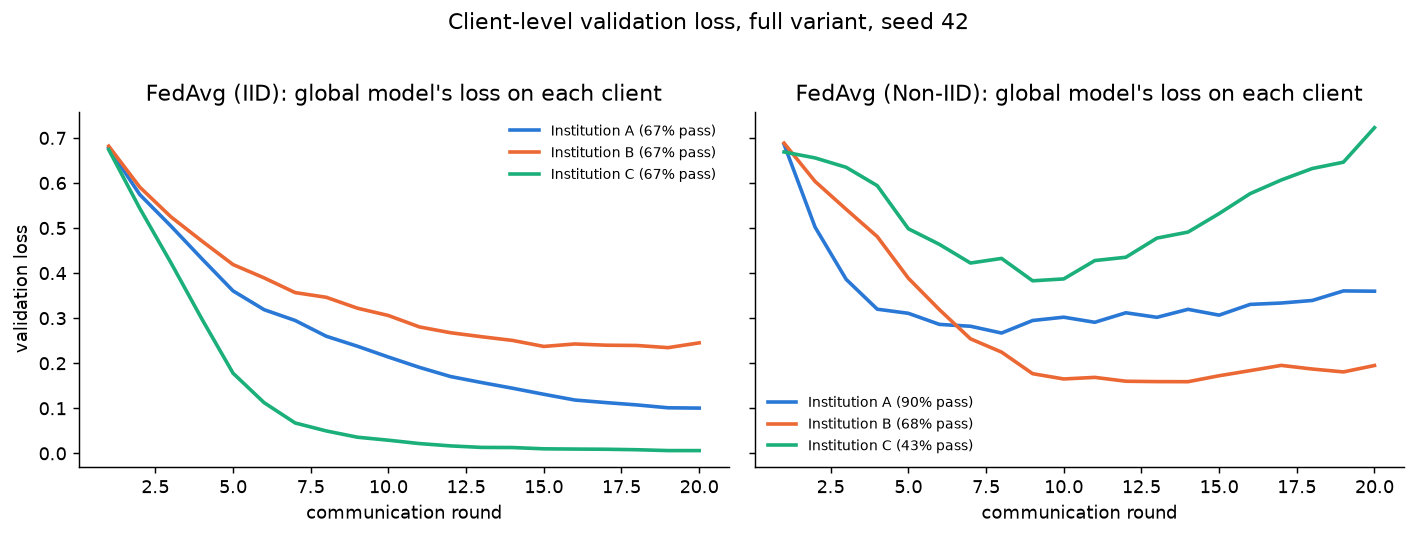 Client-level validation loss, full variant, seed 42
FedAvg (IID): global model's loss on each client
Institution A (67% pass)
Institution B (67% pass)
Institution C (67% pass)
0.7
0.6
0.5
0.4
0.3
0.2
0.1
0.0
validation loss
2.5 5.0 7.5 10.0 12.5 15.0 17.5 20.0
communication round
FedAvg (Non-IID): global model's loss on each client
Institution A (90% pass)
Institution B (68% pass)
Institution C (43% pass)
2.5 5.0 7.5 10.0 12.5 15.0 17.5 20.0
communication round